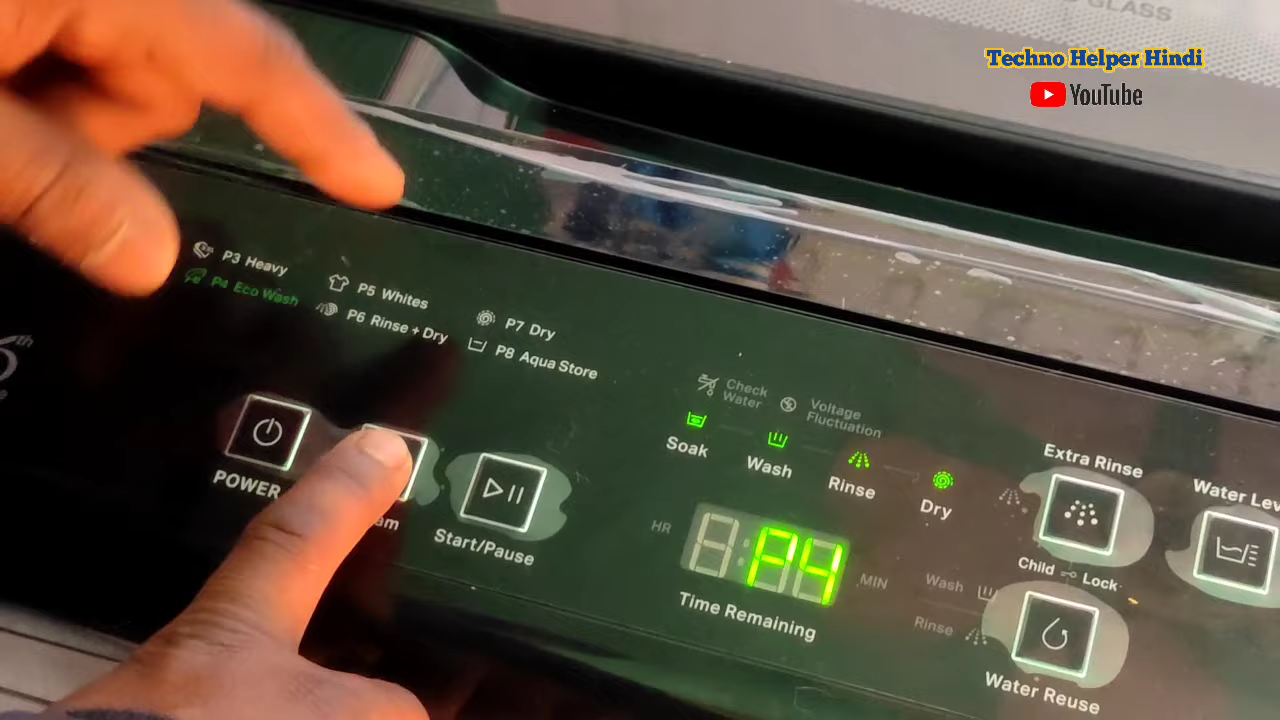 GLASS
Techno Helper Hindi
YouTube
P3 Heavy
P4 Eco Wash
P5 Whites
P6 Rinse + Dry
P7 Dry
P8 Aqua Store
Check
Water
Voltage
Fluctuation
Soak
Wash
Rinse
Dry
Extra Rinse
Water Lev
POWER
am
Start/Pause
HR
P4
MIN
Time Remaining
Child Lock
Wash
Rinse
Water Reuse